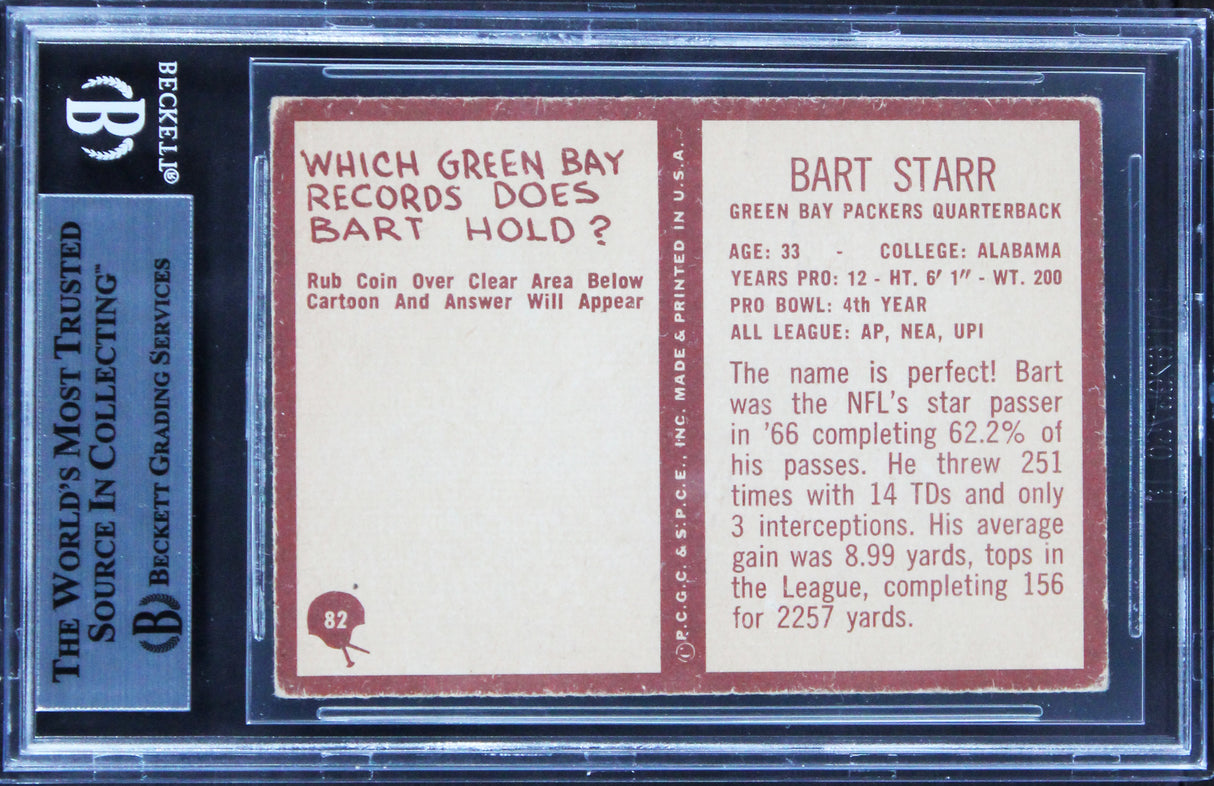 BECKETT®
B
THE WORLD'S MOST TRUSTED
SOURCE IN COLLECTING™
B BECKETT GRADING SERVICES
WHICH GREEN BAY
RECORDS DOES
BART HOLD?
Rub Coin Over Clear Area Below
Cartoon And Answer Will Appear
82
P.C.G.C. & S. P.C.E., INC. MADE & PRINTED IN U.S.A.
BART STARR
GREEN BAY PACKERS QUARTERBACK
AGE: 33 - COLLEGE: ALABAMA
YEARS PRO: 12 - HT. 6' 1" - WT. 200
PRO BOWL: 4th YEAR
ALL LEAGUE: AP, NEA, UPI
The name is perfect! Bart
was the NFL's star passer
in '66 completing 62.2% of
his passes. He threw 251
times with 14 TDs and only
3 interceptions. His average
gain was 8.99 yards, tops in
the League, completing 156
for 2257 yards.